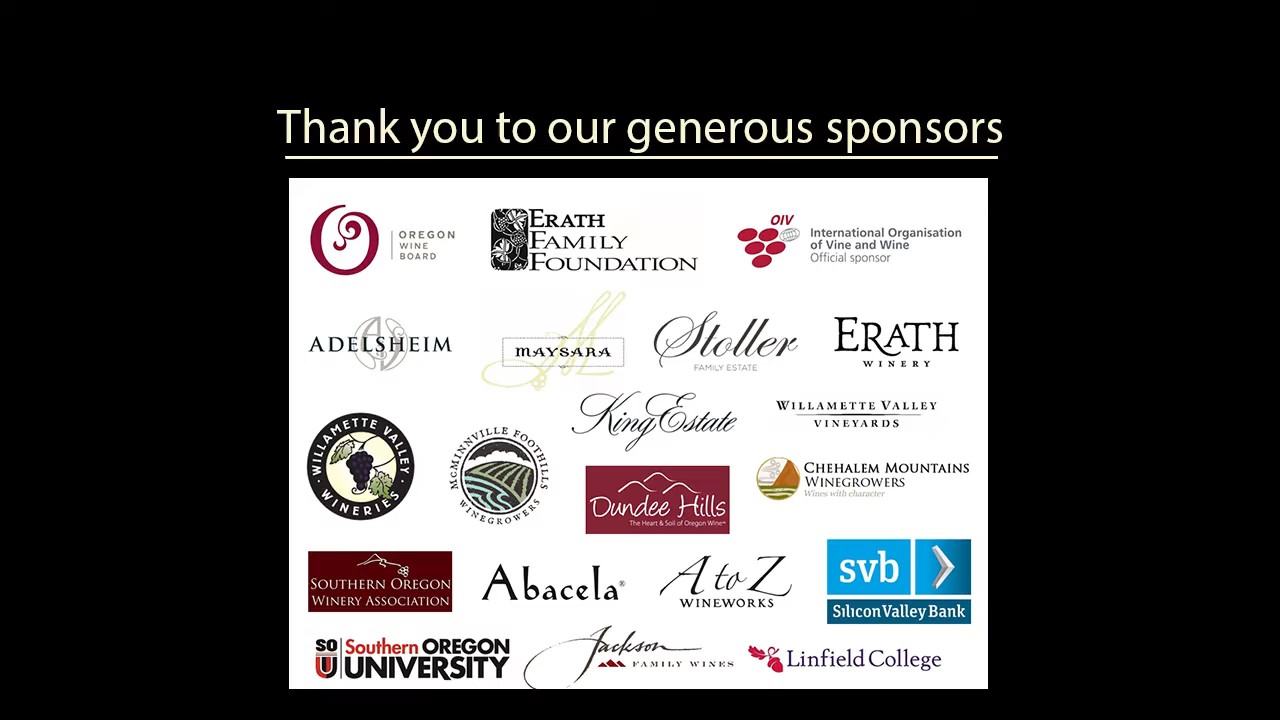 Thank you to our generous sponsors
OREGON
WINE
BOARD
ERATH
FAMILY
FOUNDATION
OIV
International Organisation
of Vine and Wine
Official sponsor
ADELSHEIM
MAYSARA
Stoller
FAMILY ESTATE
ERATH
WINERY
King Estate
WILLAMETTE VALLEY
VINEYARDS
WILLAMETTE VALLEY
WINERIES
MCMINNVILLE FOOTHILLS
WINEGROWERS
Dundee Hills
The Heart & Soil of Oregon Wine™
CHEHALEM MOUNTAINS
WINEGROWERS
Wines with character
SOUTHERN OREGON
WINERY ASSOCIATION
Abacela®
A to Z
WINEWORKS
svb
Silicon Valley Bank
SO
U
Southern OREGON
UNIVERSITY
Jackson
FAMILY WINES
Linfield College